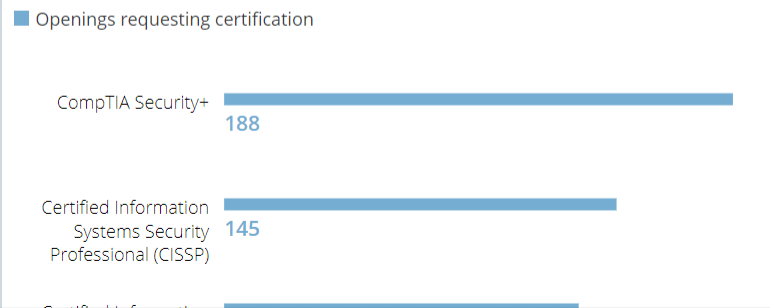 Openings requesting certification
CompTIA Security+
188
Certified Information
Systems Security
Professional (CISSP)
145